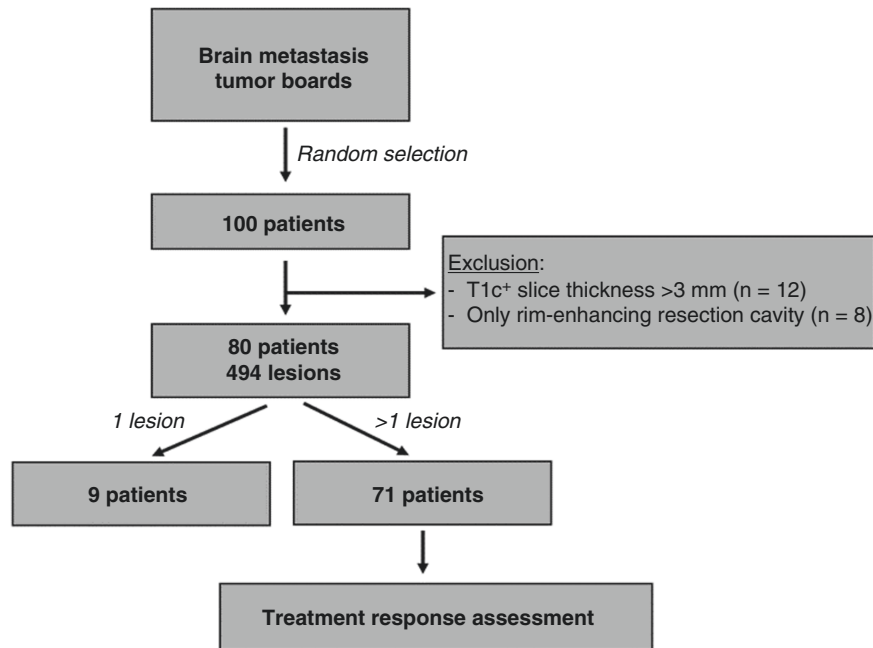 Brain metastasis
tumor boards
Random selection
100 patients
Exclusion:
- T1c⁺ slice thickness >3 mm (n = 12)
- Only rim-enhancing resection cavity (n = 8)
80 patients
494 lesions
1 lesion
>1 lesion
9 patients
71 patients
Treatment response assessment